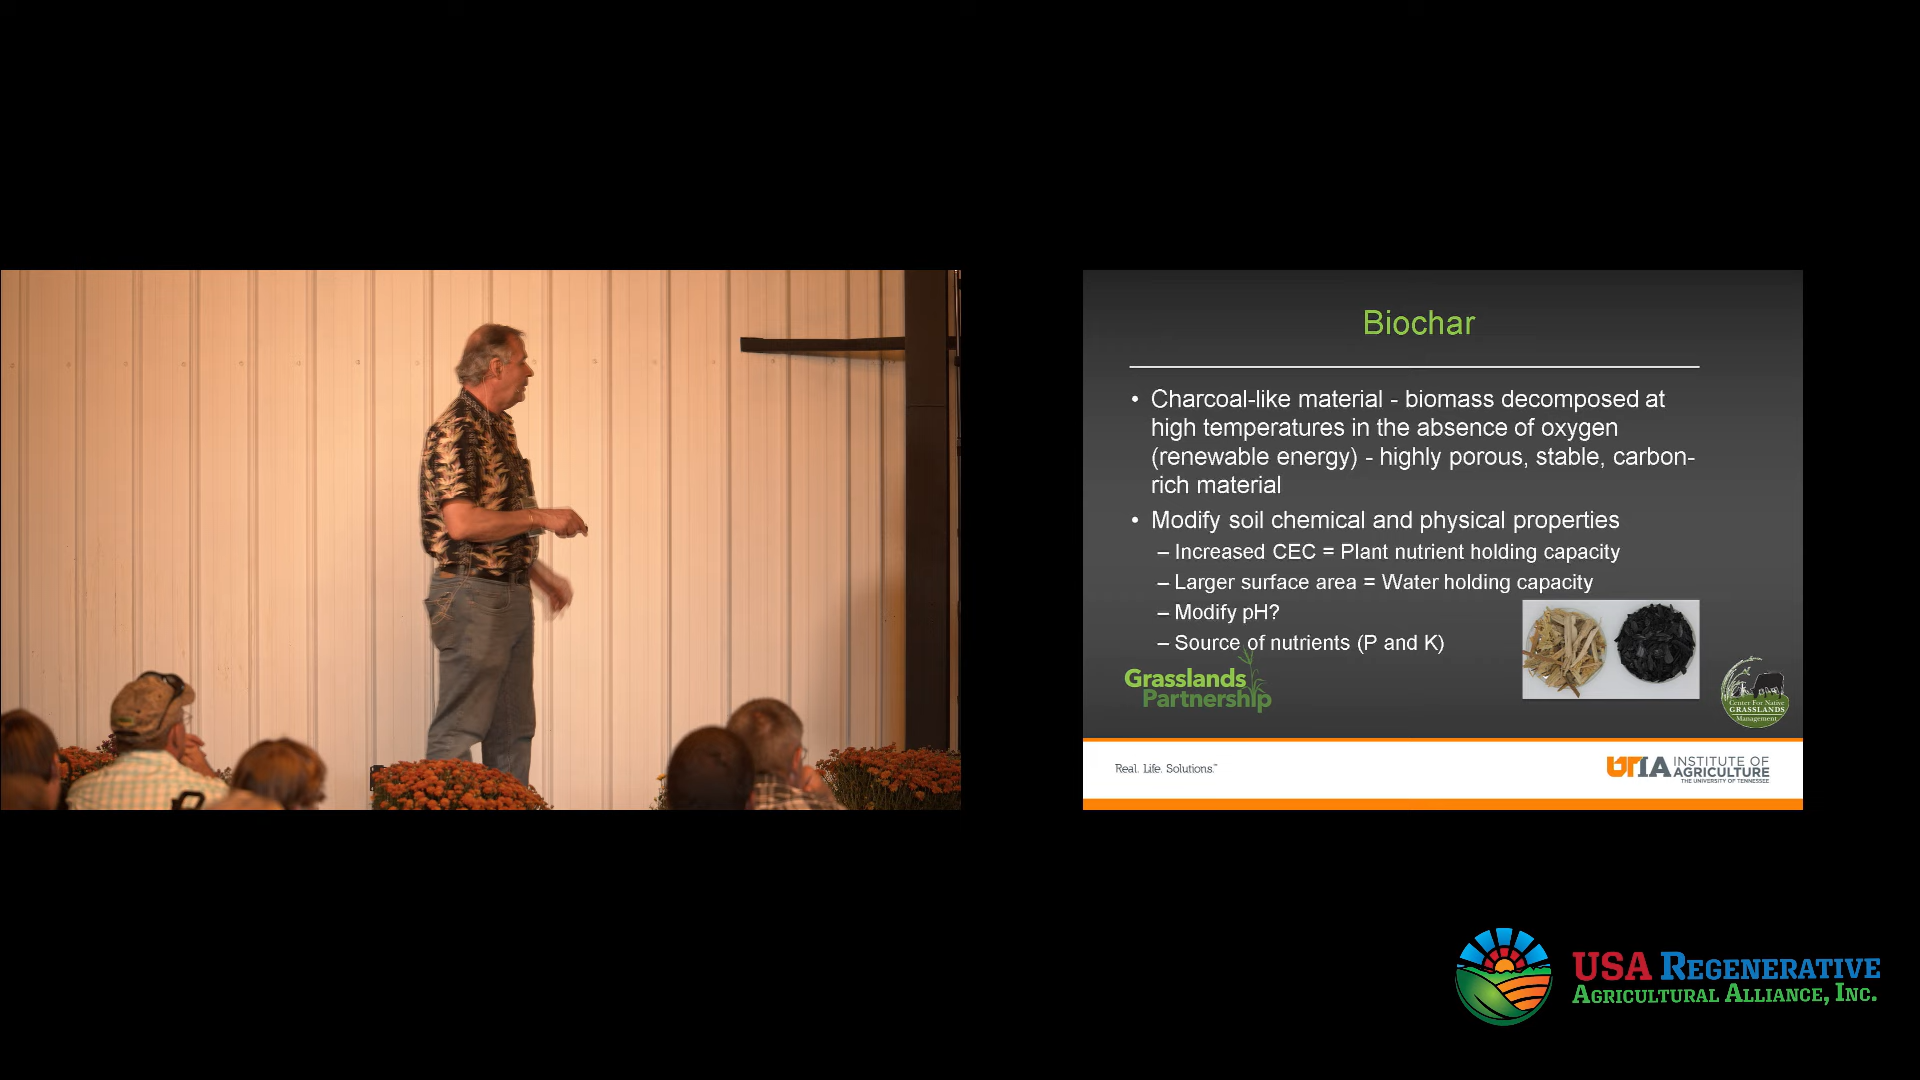 Biochar
• Charcoal-like material - biomass decomposed at
high temperatures in the absence of oxygen
(renewable energy) - highly porous, stable, carbon-
rich material
• Modify soil chemical and physical properties
– Increased CEC = Plant nutrient holding capacity
– Larger surface area = Water holding capacity
– Modify pH?
– Source of nutrients (P and K)
Grasslands
Partnership
Center For Native
GRASSLANDS
Management
Real. Life. Solutions.™
UTIA INSTITUTE OF
AGRICULTURE
THE UNIVERSITY OF TENNESSEE
USA REGENERATIVE
AGRICULTURAL ALLIANCE, INC.